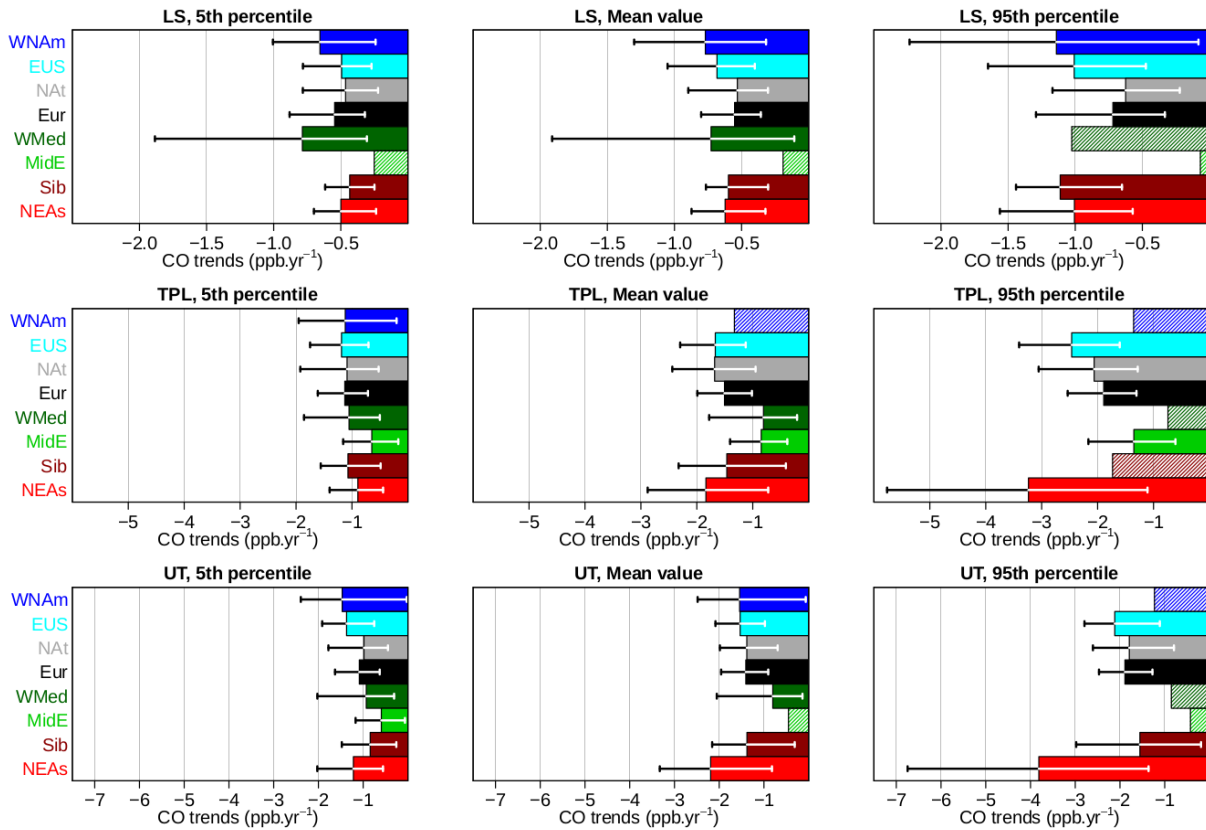 LS, 5th percentile LS, Mean value LS, 95th percentile
WNAm
EUS
NAt
Eur
WMed
MidE
Sib
NEAs
−2.0 −1.5 −1.0 −0.5 −2.0 −1.5 −1.0 −0.5 −2.0 −1.5 −1.0 −0.5
CO trends (ppb.yr⁻¹) CO trends (ppb.yr⁻¹) CO trends (ppb.yr⁻¹)
TPL, 5th percentile TPL, Mean value TPL, 95th percentile
WNAm
EUS
NAt
Eur
WMed
MidE
Sib
NEAs
−5 −4 −3 −2 −1 −5 −4 −3 −2 −1 −5 −4 −3 −2 −1
CO trends (ppb.yr⁻¹) CO trends (ppb.yr⁻¹) CO trends (ppb.yr⁻¹)
UT, 5th percentile UT, Mean value UT, 95th percentile
WNAm
EUS
NAt
Eur
WMed
MidE
Sib
NEAs
−7 −6 −5 −4 −3 −2 −1 −7 −6 −5 −4 −3 −2 −1 −7 −6 −5 −4 −3 −2 −1
CO trends (ppb.yr⁻¹) CO trends (ppb.yr⁻¹) CO trends (ppb.yr⁻¹)